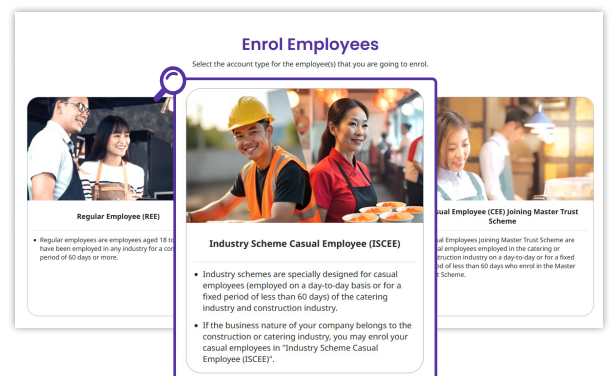 Enrol Employees
Select the account type for the employee(s) that you are going to enrol.
Regular Employee (REE)
• Regular employees are employees aged 18 to
have been employed in any industry for a con
period of 60 days or more.
Industry Scheme Casual Employee (ISCEE)
• Industry schemes are specially designed for casual
employees (employed on a day-to-day basis or for a
fixed period of less than 60 days) of the catering
industry and construction industry.
• If the business nature of your company belongs to the
construction or catering industry, you may enrol your
casual employees in "Industry Scheme Casual
Employee (ISCEE)".
sual Employee (CEE) Joining Master Trust
Scheme
ual Employees Joining Master Trust Scheme are
al employees employed in the catering or
truction industry on a day-to-day or for a fixed
od of less than 60 days who enrol in the Master
t Scheme.